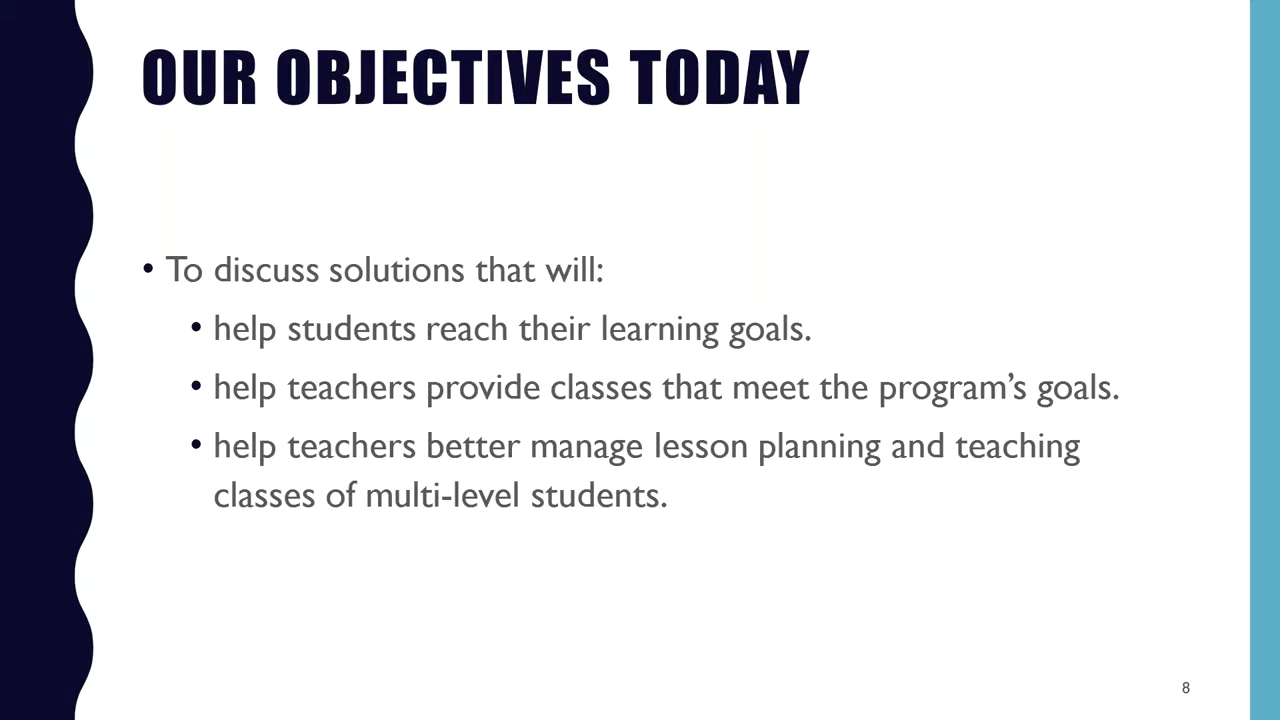 OUR OBJECTIVES TODAY
• To discuss solutions that will:
• help students reach their learning goals.
• help teachers provide classes that meet the program’s goals.
• help teachers better manage lesson planning and teaching
classes of multi-level students.
8